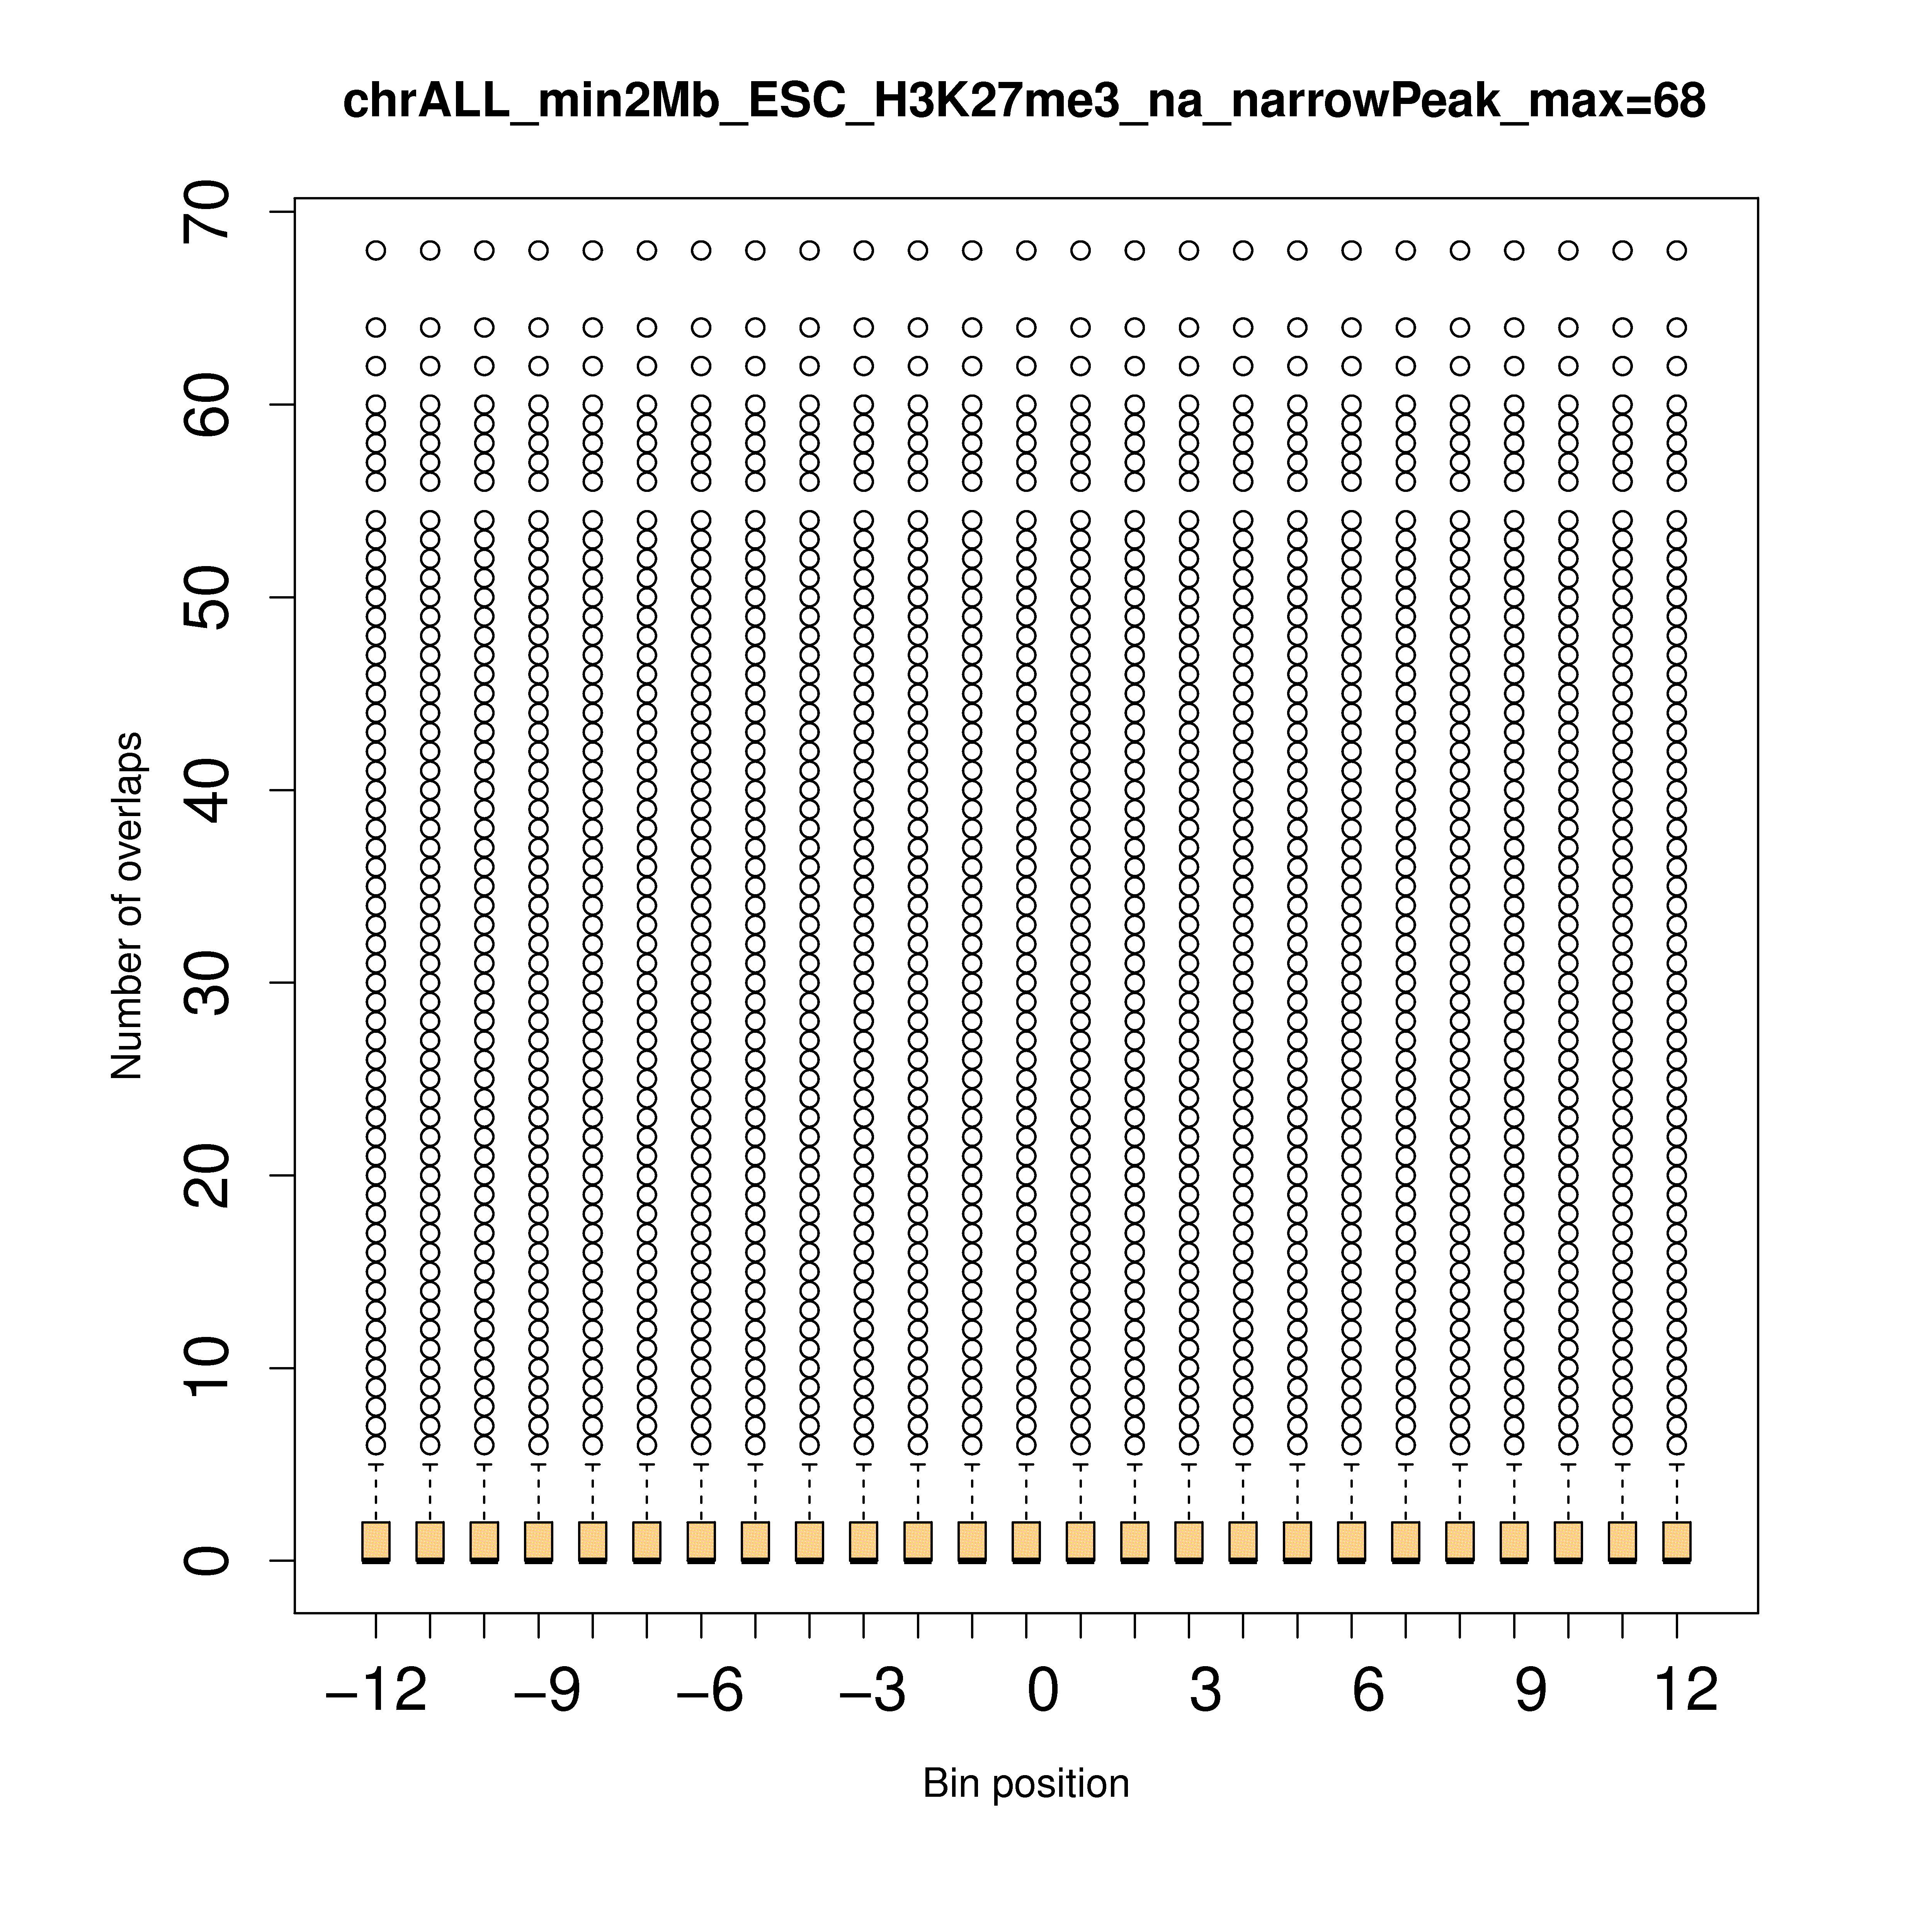 chrALL_min2Mb_ESC_H3K27me3_na_narrowPeak_max=68
70
60
50
40
30
20
10
0
Number of overlaps
−12 −9 −6 −3 0 3 6 9 12
Bin position